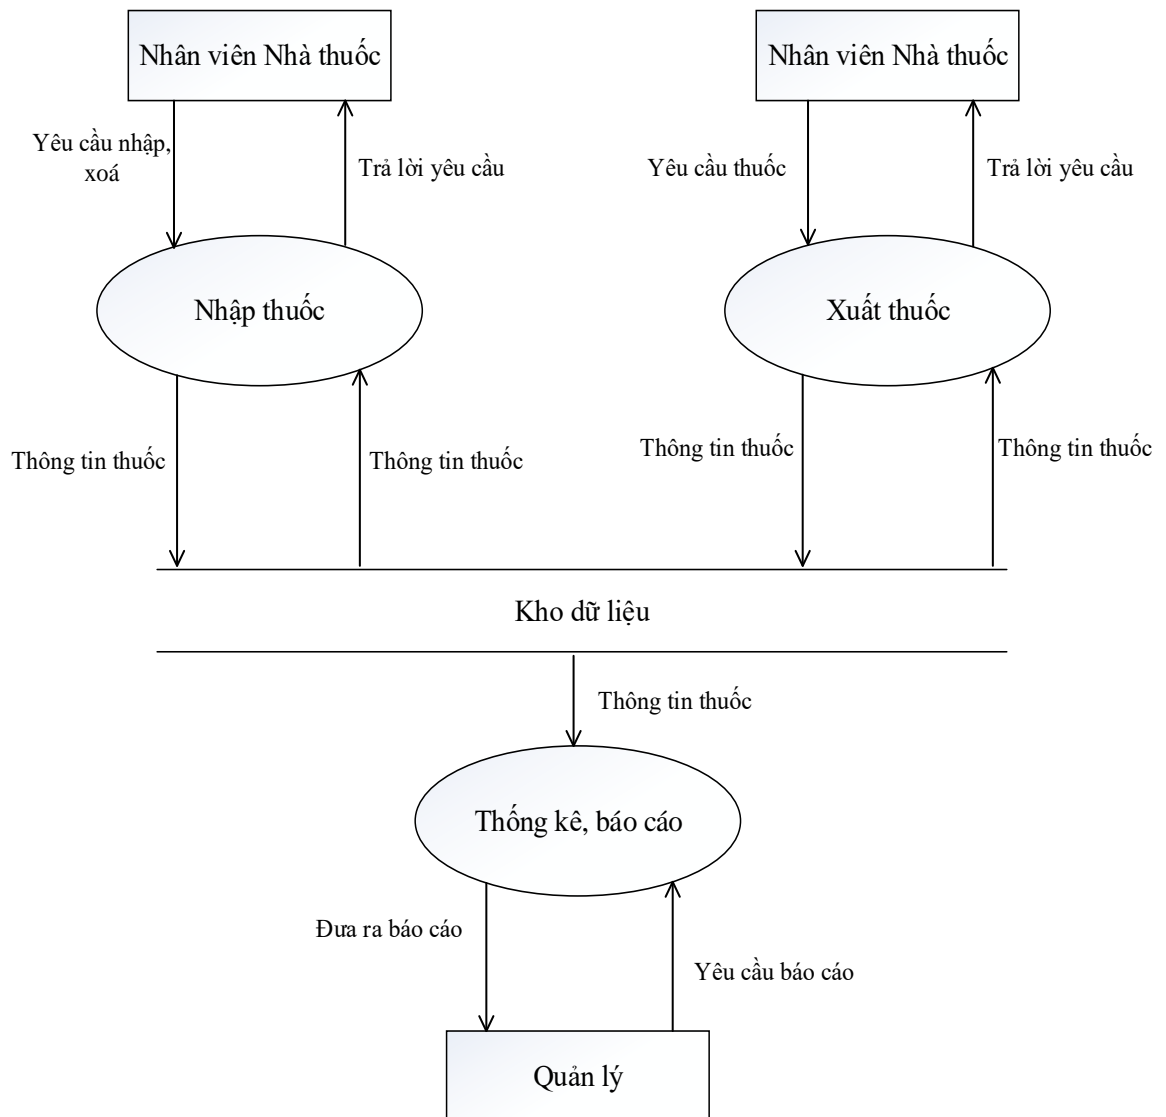 Nhân viên Nhà thuốc
Nhân viên Nhà thuốc
Yêu cầu nhập,
xoá
Trả lời yêu cầu
Yêu cầu thuốc
Trả lời yêu cầu
Nhập thuốc
Xuất thuốc
Thông tin thuốc
Thông tin thuốc
Thông tin thuốc
Thông tin thuốc
Kho dữ liệu
Thông tin thuốc
Thống kê, báo cáo
Đưa ra báo cáo
Yêu cầu báo cáo
Quản lý